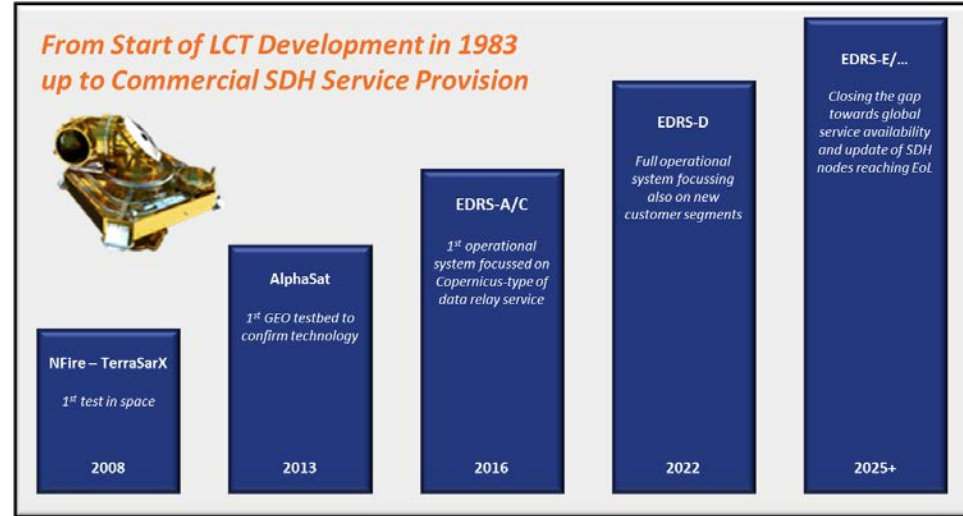 From Start of LCT Development in 1983
up to Commercial SDH Service Provision
NFire – TerraSarX
1st test in space
2008
AlphaSat
1st GEO testbed to
confirm technology
2013
EDRS-A/C
1st operational
system focussed on
Copernicus-type of
data relay service
2016
EDRS-D
Full operational
system focussing
also on new
customer segments
2022
EDRS-E/...
Closing the gap
towards global
service availability
and update of SDH
nodes reaching EoL
2025+